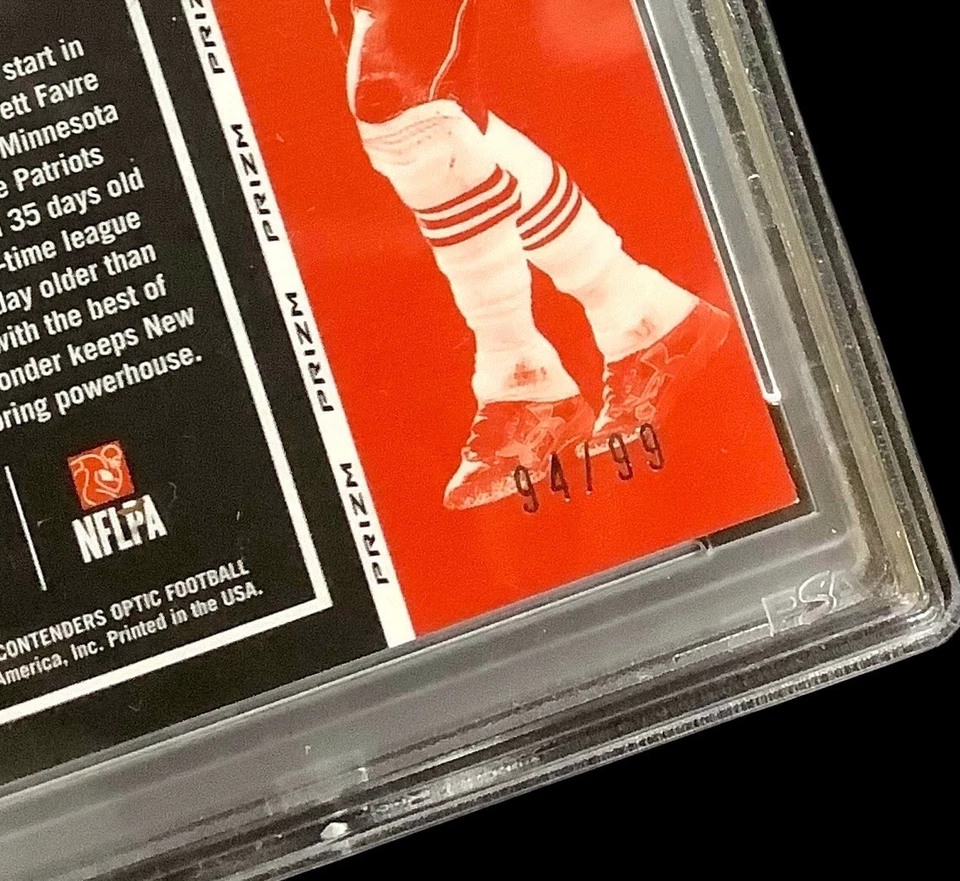 start in
ett Favre
Minnesota
e Patriots
35 days old
-time league
day older than
with the best of
onder keeps New
oring powerhouse.
NFLPA
CONTENDERS OPTIC FOOTBALL
America, Inc. Printed in the USA.
PRIZM
PRIZM
PRIZM
PRIZM
94/99
PSA